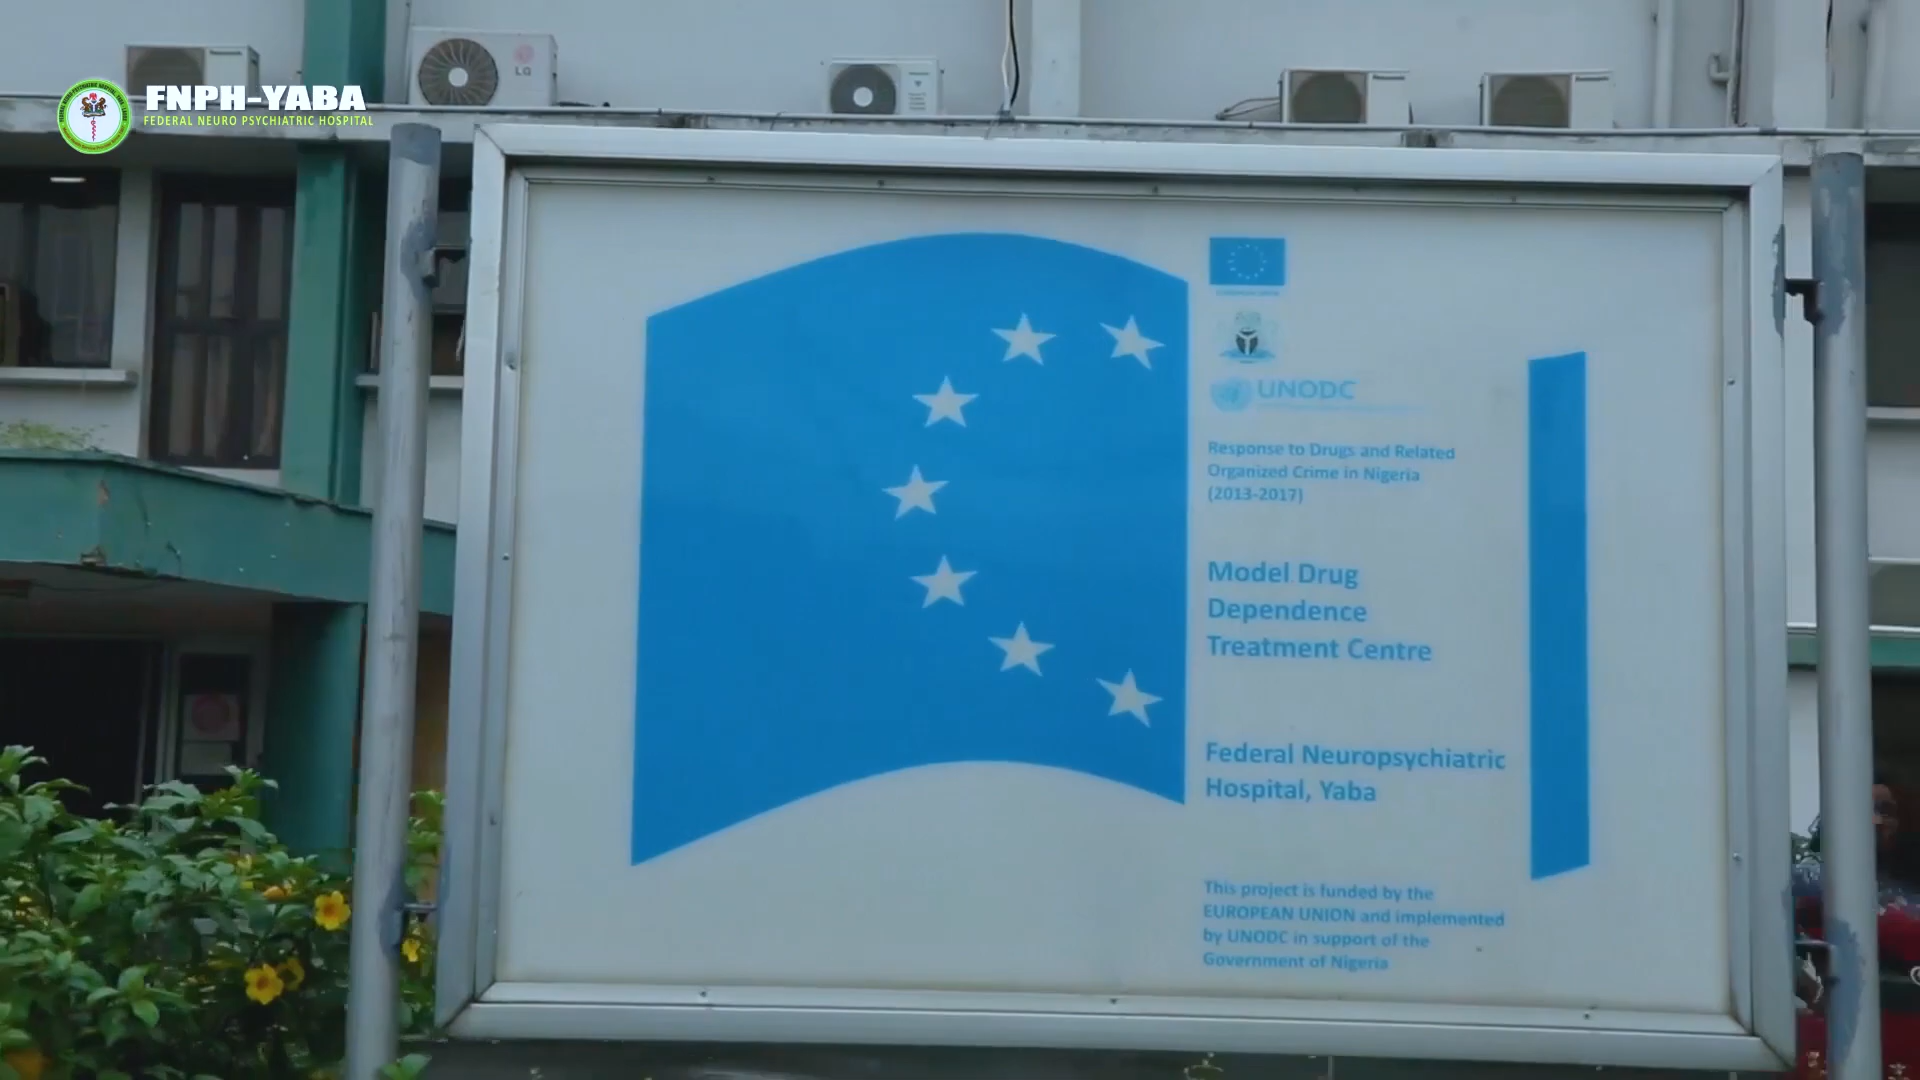 FNPH-YABA
FEDERAL NEURO PSYCHIATRIC HOSPITAL
LG
EUROPEAN UNION
UNODC
Response to Drugs and Related
Organized Crime in Nigeria
(2013-2017)
Model Drug
Dependence
Treatment Centre
Federal Neuropsychiatric
Hospital, Yaba
This project is funded by the
EUROPEAN UNION and implemented
by UNODC in support of the
Government of Nigeria